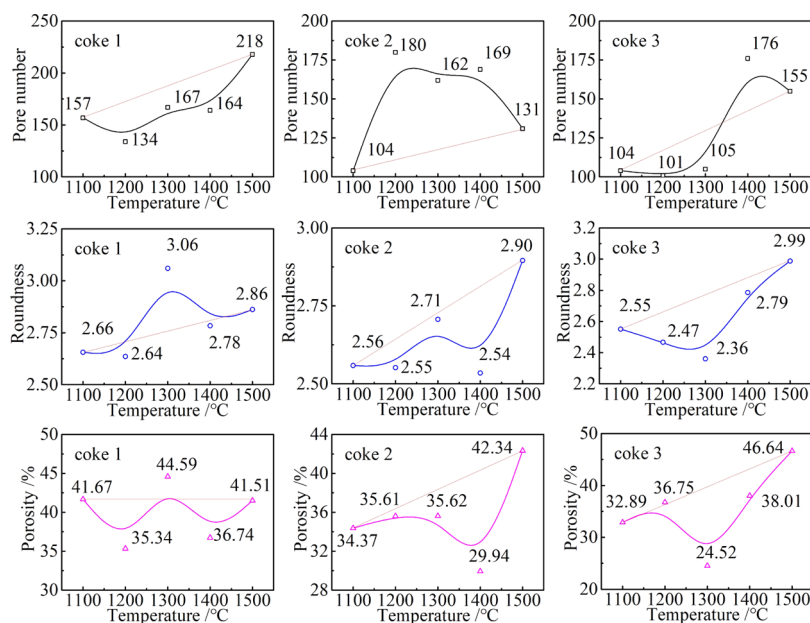 coke 1
Pore number
250
200
150
100
157
134
167
164
218
1100 1200 1300 1400 1500
Temperature /°C
coke 2
Pore number
200
175
150
125
100
104
180
162
169
131
1100 1200 1300 1400 1500
Temperature /°C
coke 3
Pore number
200
175
150
125
100
104
101
105
176
155
1100 1200 1300 1400 1500
Temperature /°C
coke 1
Roundness
3.25
3.00
2.75
2.50
2.66
2.64
3.06
2.78
2.86
1100 1200 1300 1400 1500
Temperature /°C
coke 2
Roundness
3.00
2.75
2.50
2.56
2.55
2.71
2.54
2.90
1100 1200 1300 1400 1500
Temperature /°C
coke 3
Roundness
3.2
3.0
2.8
2.6
2.4
2.2
2.55
2.47
2.36
2.79
2.99
1100 1200 1300 1400 1500
Temperature /°C
coke 1
Porosity /%
50
45
40
35
30
41.67
35.34
44.59
36.74
41.51
1100 1200 1300 1400 1500
Temperature /°C
coke 2
Porosity /%
44
40
36
32
28
34.37
35.61
35.62
29.94
42.34
1100 1200 1300 1400 1500
Temperature /°C
coke 3
Porosity /%
50
40
30
20
32.89
36.75
24.52
38.01
46.64
1100 1200 1300 1400 1500
Temperature /°C